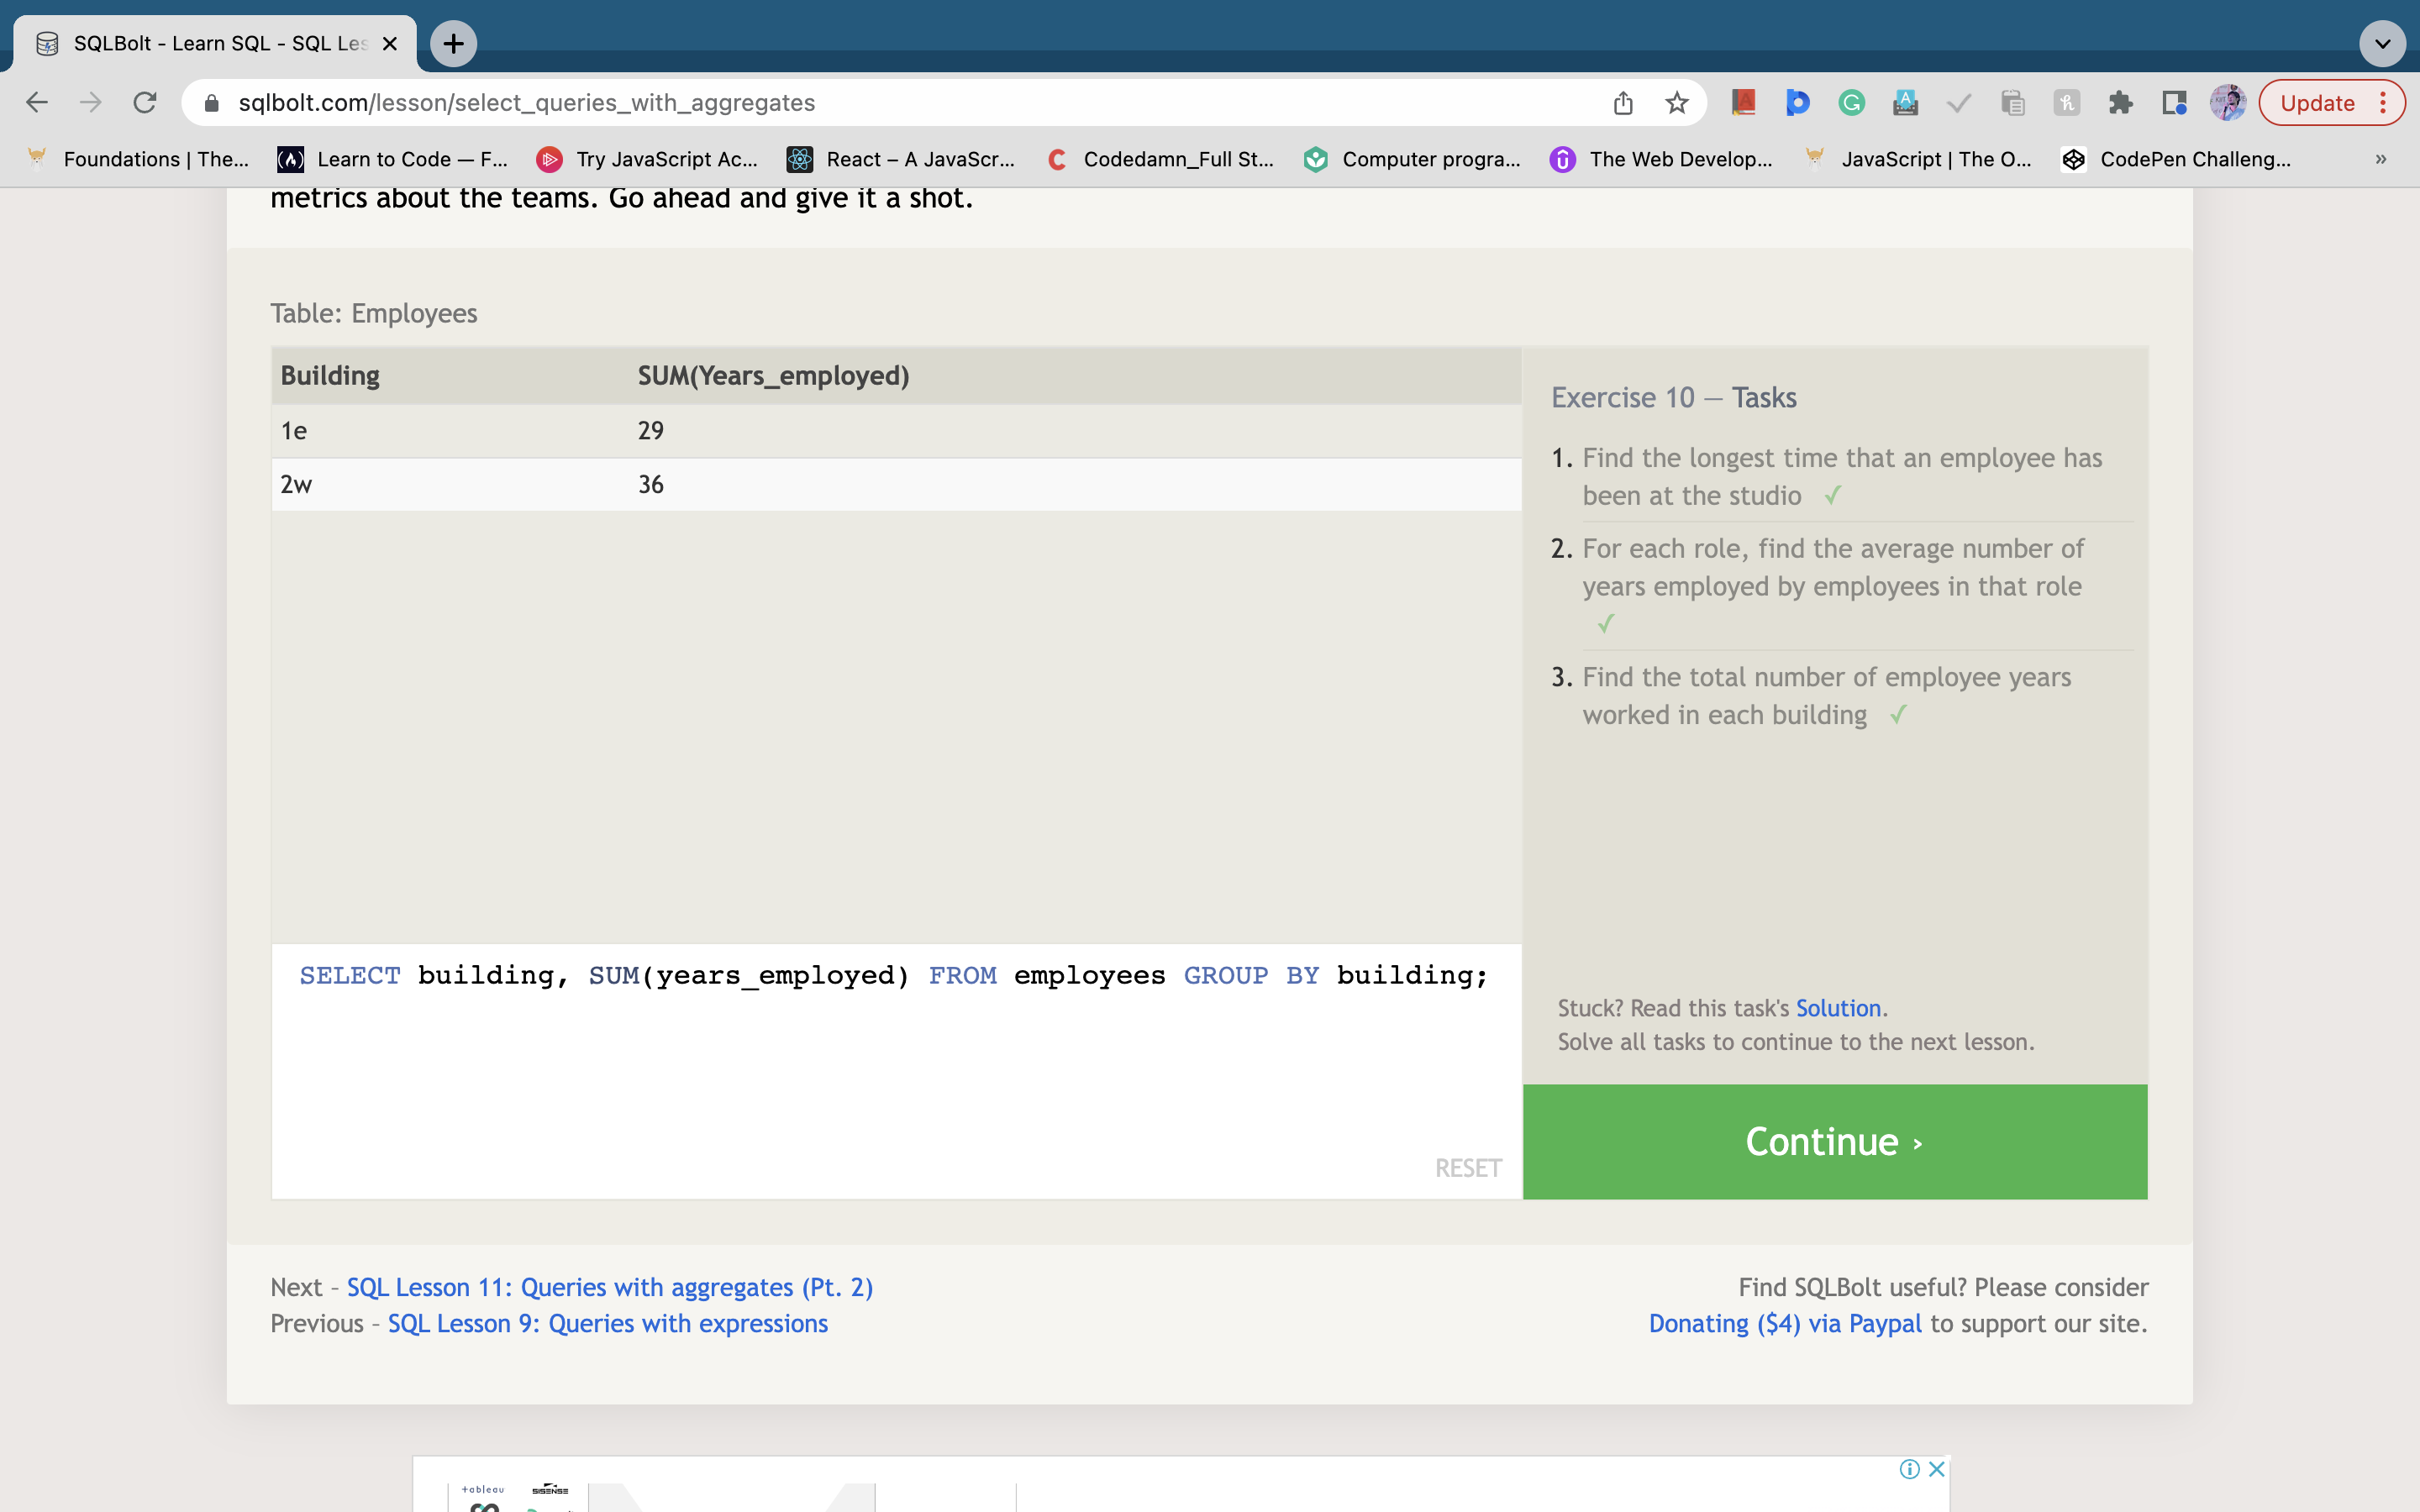 SQLBolt - Learn SQL - SQL Les
sqlbolt.com/lesson/select_queries_with_aggregates
Update
Foundations | The...
Learn to Code — F...
Try JavaScript Ac...
React – A JavaScr...
Codedamn_Full St...
Computer progra...
The Web Develop...
JavaScript | The O...
CodePen Challeng...
»
metrics about the teams. Go ahead and give it a shot.
Table: Employees
Building SUM(Years_employed)
1e 29
2w 36
SELECT building, SUM(years_employed) FROM employees GROUP BY building;
RESET
Exercise 10 — Tasks
1. Find the longest time that an employee has
been at the studio ✓
2. For each role, find the average number of
years employed by employees in that role
✓
3. Find the total number of employee years
worked in each building ✓
Stuck? Read this task's Solution.
Solve all tasks to continue to the next lesson.
Continue ›
Next – SQL Lesson 11: Queries with aggregates (Pt. 2)
Previous – SQL Lesson 9: Queries with expressions
Find SQLBolt useful? Please consider
Donating ($4) via Paypal to support our site.
+ableau
SISENSE